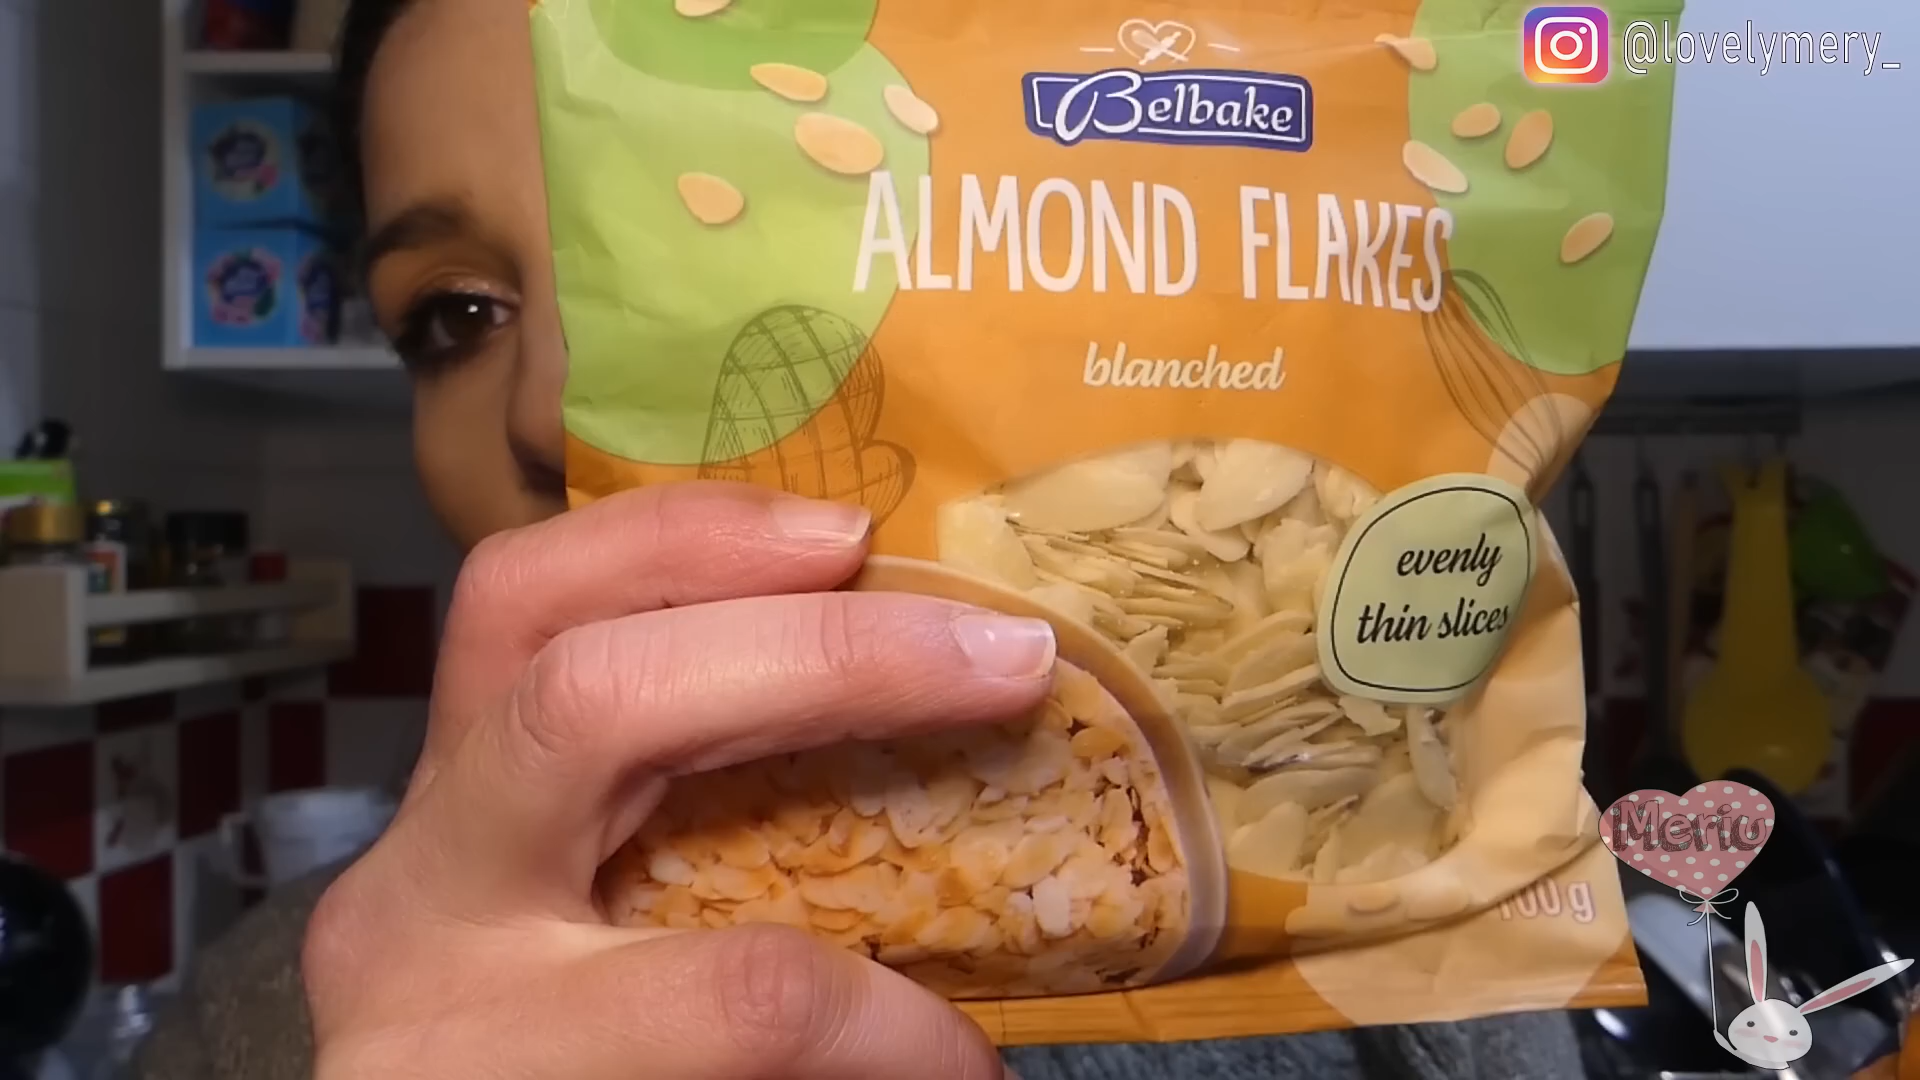 @lovelymery_
Belbake
ALMOND FLAKES
blanched
evenly
thin slices
Meriu
100 g